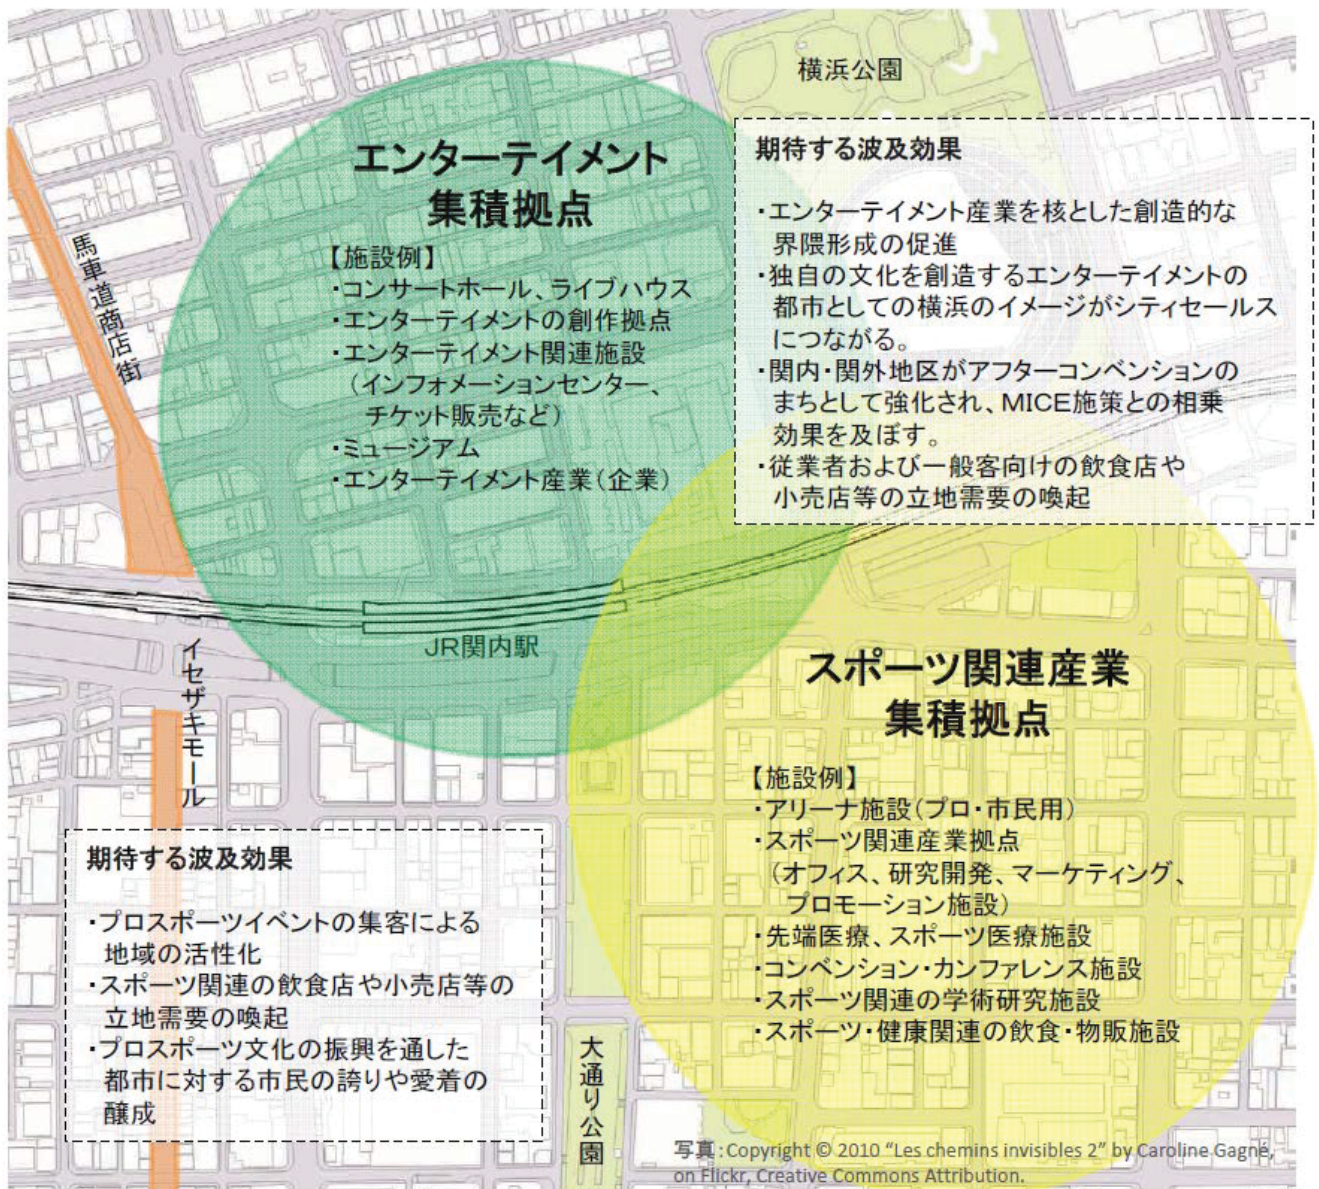 横浜公園
エンターテイメント
集積拠点
【施設例】
・コンサートホール、ライブハウス
・エンターテイメントの創作拠点
・エンターテイメント関連施設
（インフォメーションセンター、
チケット販売など）
・ミュージアム
・エンターテイメント産業（企業）
期待する波及効果
・エンターテイメント産業を核とした創造的な
界隈形成の促進
・独自の文化を創造するエンターテイメントの
都市としての横浜のイメージがシティセールス
につながる。
・関内・関外地区がアフターコンベンションの
まちとして強化され、MICE施策との相乗
効果を及ぼす。
・従業者および一般客向けの飲食店や
小売店等の立地需要の喚起
馬車道商店街
JR関内駅
イセザキモール
スポーツ関連産業
集積拠点
【施設例】
・アリーナ施設（プロ・市民用）
・スポーツ関連産業拠点
（オフィス、研究開発、マーケティング、
プロモーション施設）
・先端医療、スポーツ医療施設
・コンベンション・カンファレンス施設
・スポーツ関連の学術研究施設
・スポーツ・健康関連の飲食・物販施設
期待する波及効果
・プロスポーツイベントの集客による
地域の活性化
・スポーツ関連の飲食店や小売店等の
立地需要の喚起
・プロスポーツ文化の振興を通した
都市に対する市民の誇りや愛着の
醸成
大通り公園
写真：Copyright © 2010 “Les chemins invisibles 2” by Caroline Gagné,
on Flickr, Creative Commons Attribution.